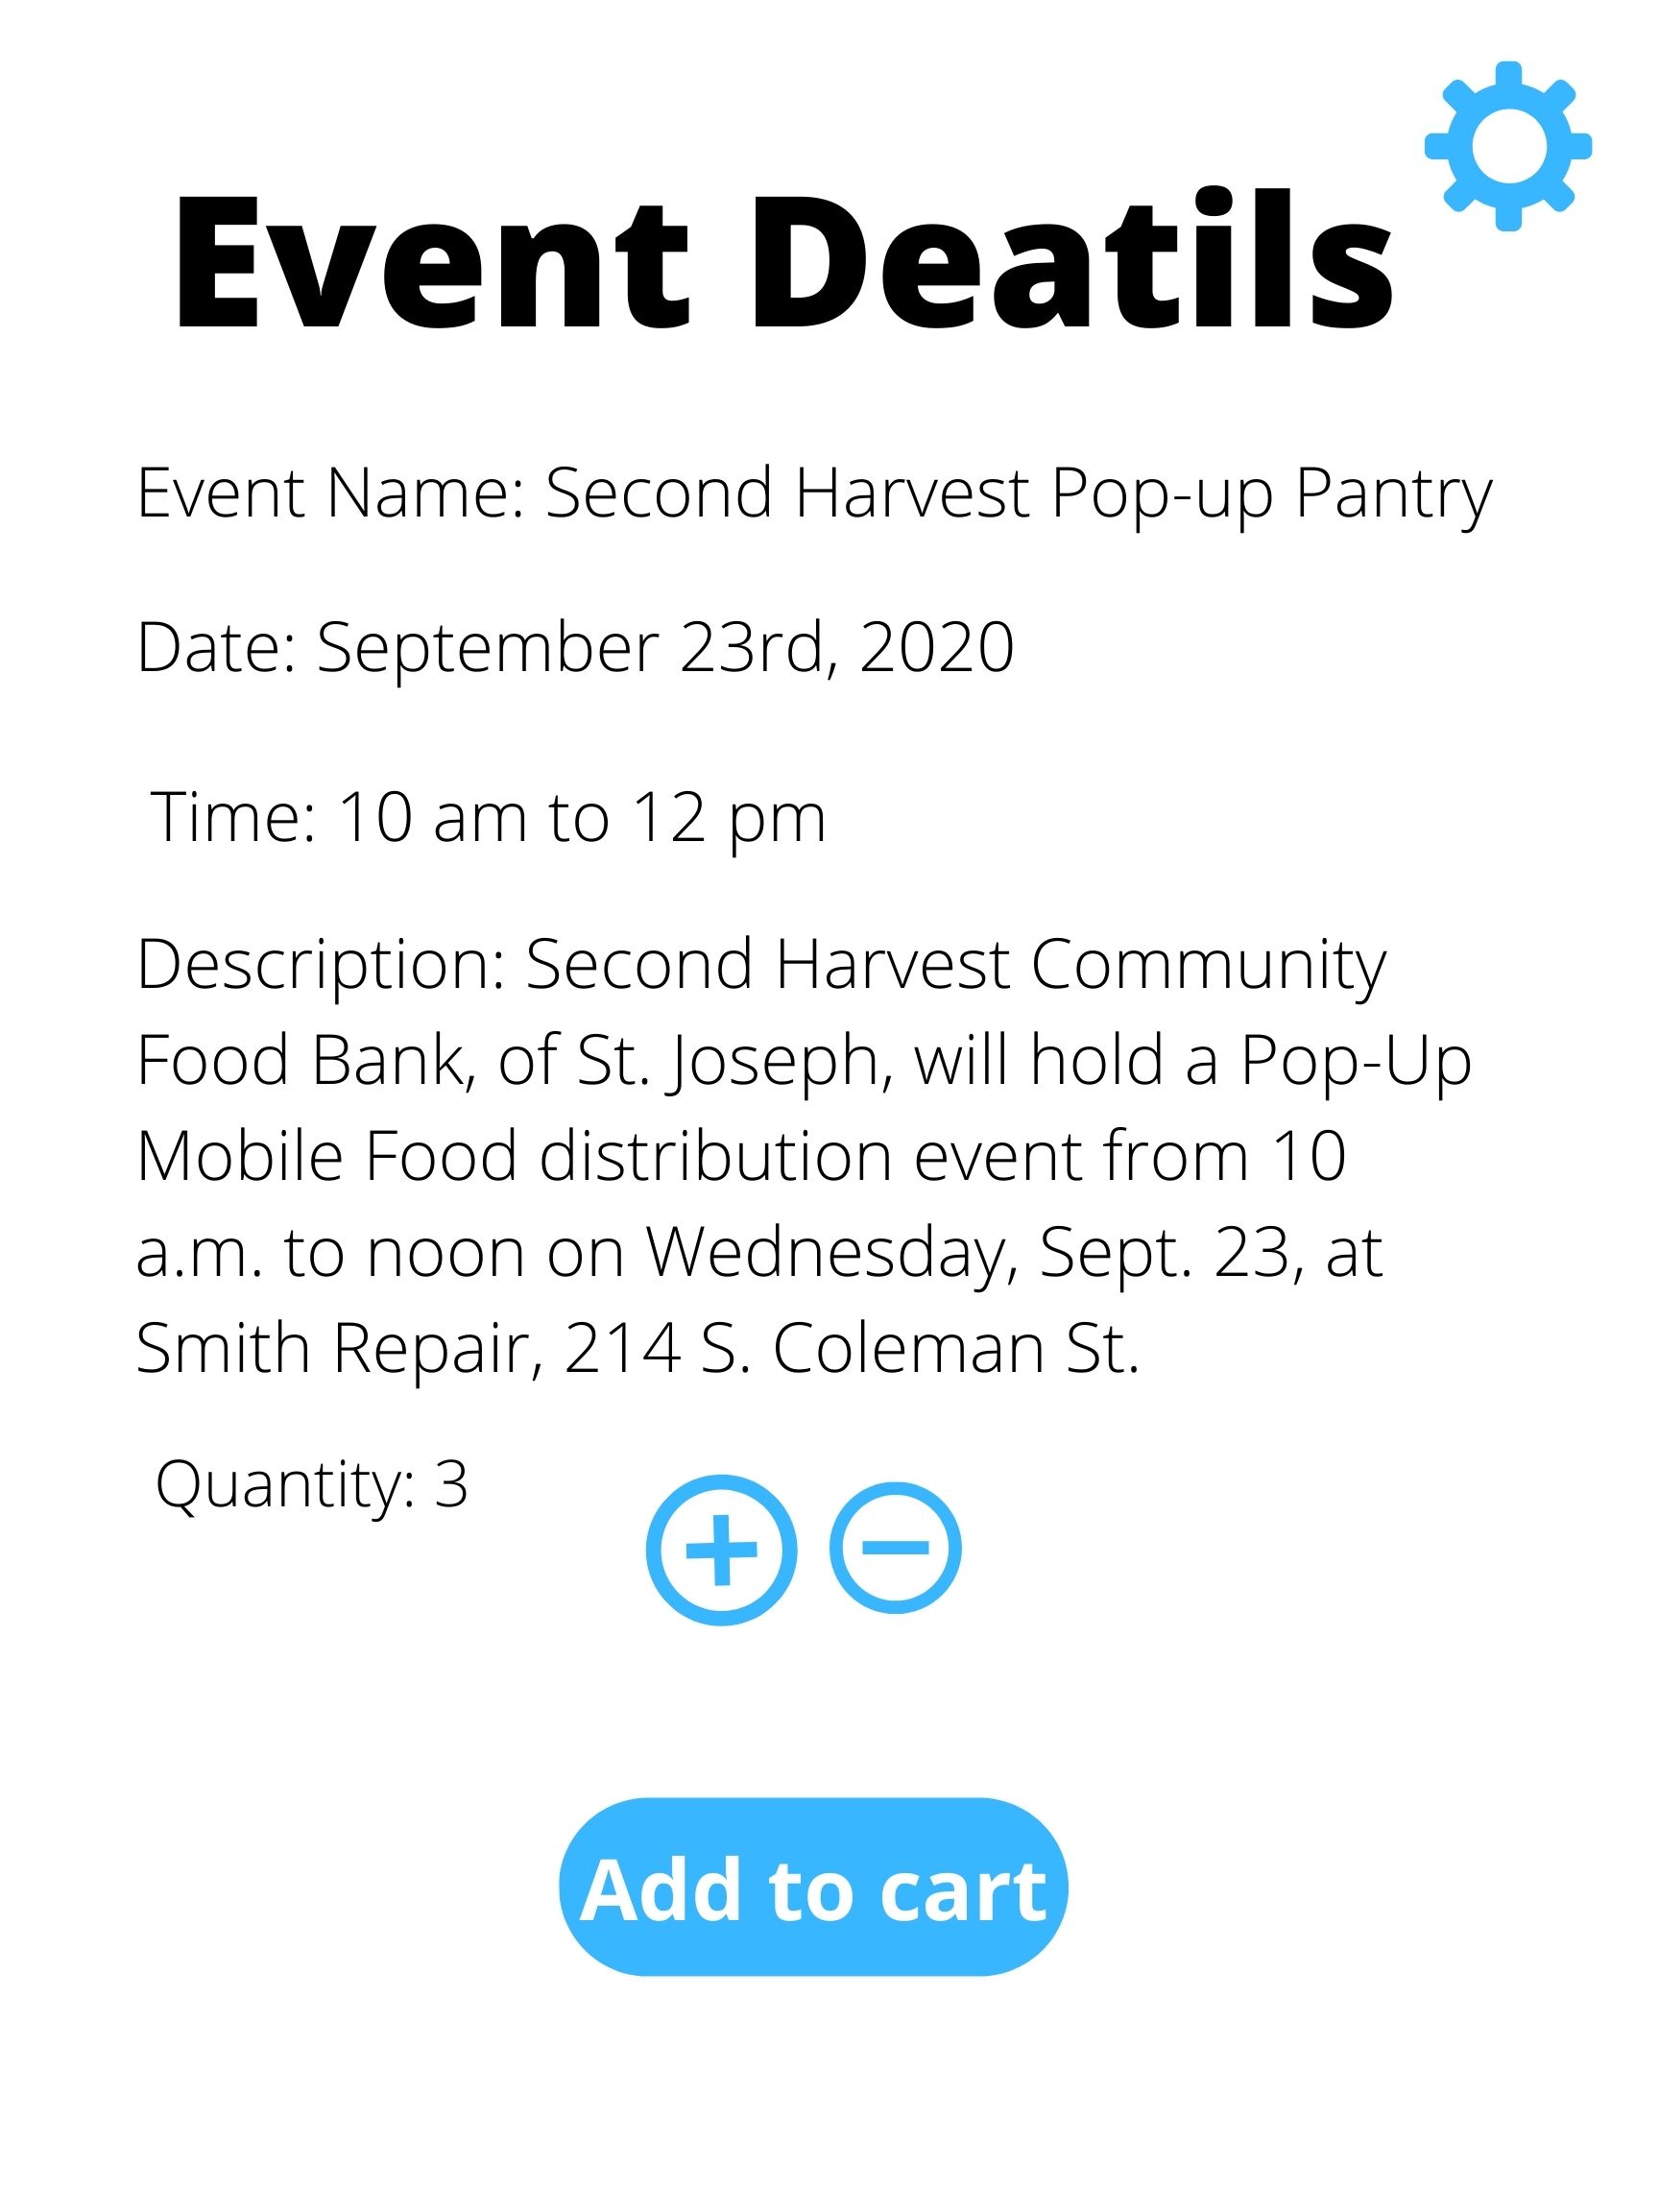 Event Deatils
Event Name: Second Harvest Pop-up Pantry
Date: September 23rd, 2020
Time: 10 am to 12 pm
Description: Second Harvest Community
Food Bank, of St. Joseph, will hold a Pop-Up
Mobile Food distribution event from 10
a.m. to noon on Wednesday, Sept. 23, at
Smith Repair, 214 S. Coleman St.
Quantity: 3
Add to cart